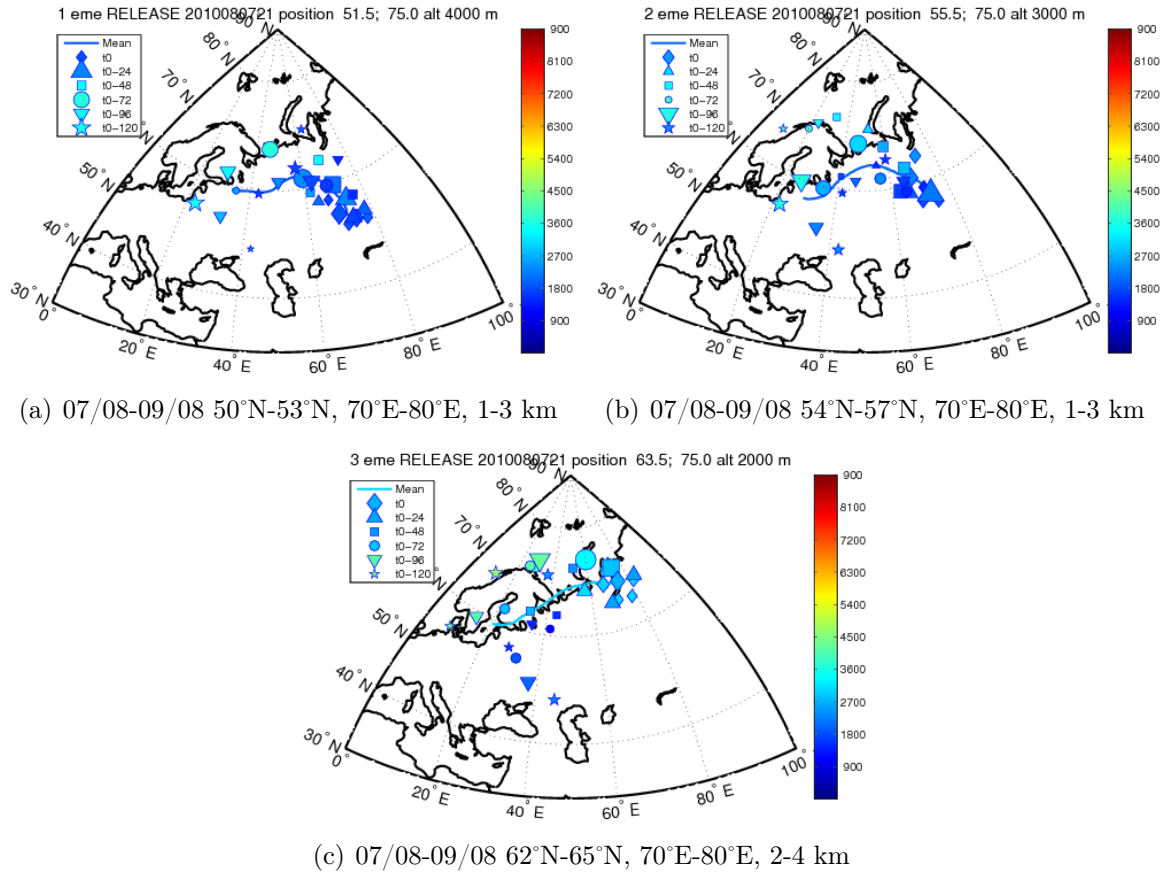 1 eme RELEASE 2010080721 position 51.5; 75.0 alt 4000 m
Mean
t0
t0−24
t0−48
t0−72
t0−96
t0−120
90°N
80°N
70°N
50°N
40°N
30°N
0°
20°E
40°E
60°E
100°
900
8100
7200
6300
5400
4500
3600
2700
1800
900
(a) 07/08-09/08 50°N-53°N, 70°E-80°E, 1-3 km
2 eme RELEASE 2010080721 position 55.5; 75.0 alt 3000 m
Mean
t0
t0−24
t0−48
t0−72
t0−96
t0−120
90°N
80°N
70°N
50°N
40°N
30°N
0°
20°E
40°E
60°E
100°
900
8100
7200
6300
5400
4500
3600
2700
1800
900
(b) 07/08-09/08 54°N-57°N, 70°E-80°E, 1-3 km
3 eme RELEASE 2010080721 position 63.5; 75.0 alt 2000 m
Mean
t0
t0−24
t0−48
t0−72
t0−96
t0−120
90°N
80°N
70°N
50°N
40°N
30°N
0°
20°E
40°E
60°E
80°E
100°
900
8100
7200
6300
5400
4500
3600
2700
1800
900
(c) 07/08-09/08 62°N-65°N, 70°E-80°E, 2-4 km